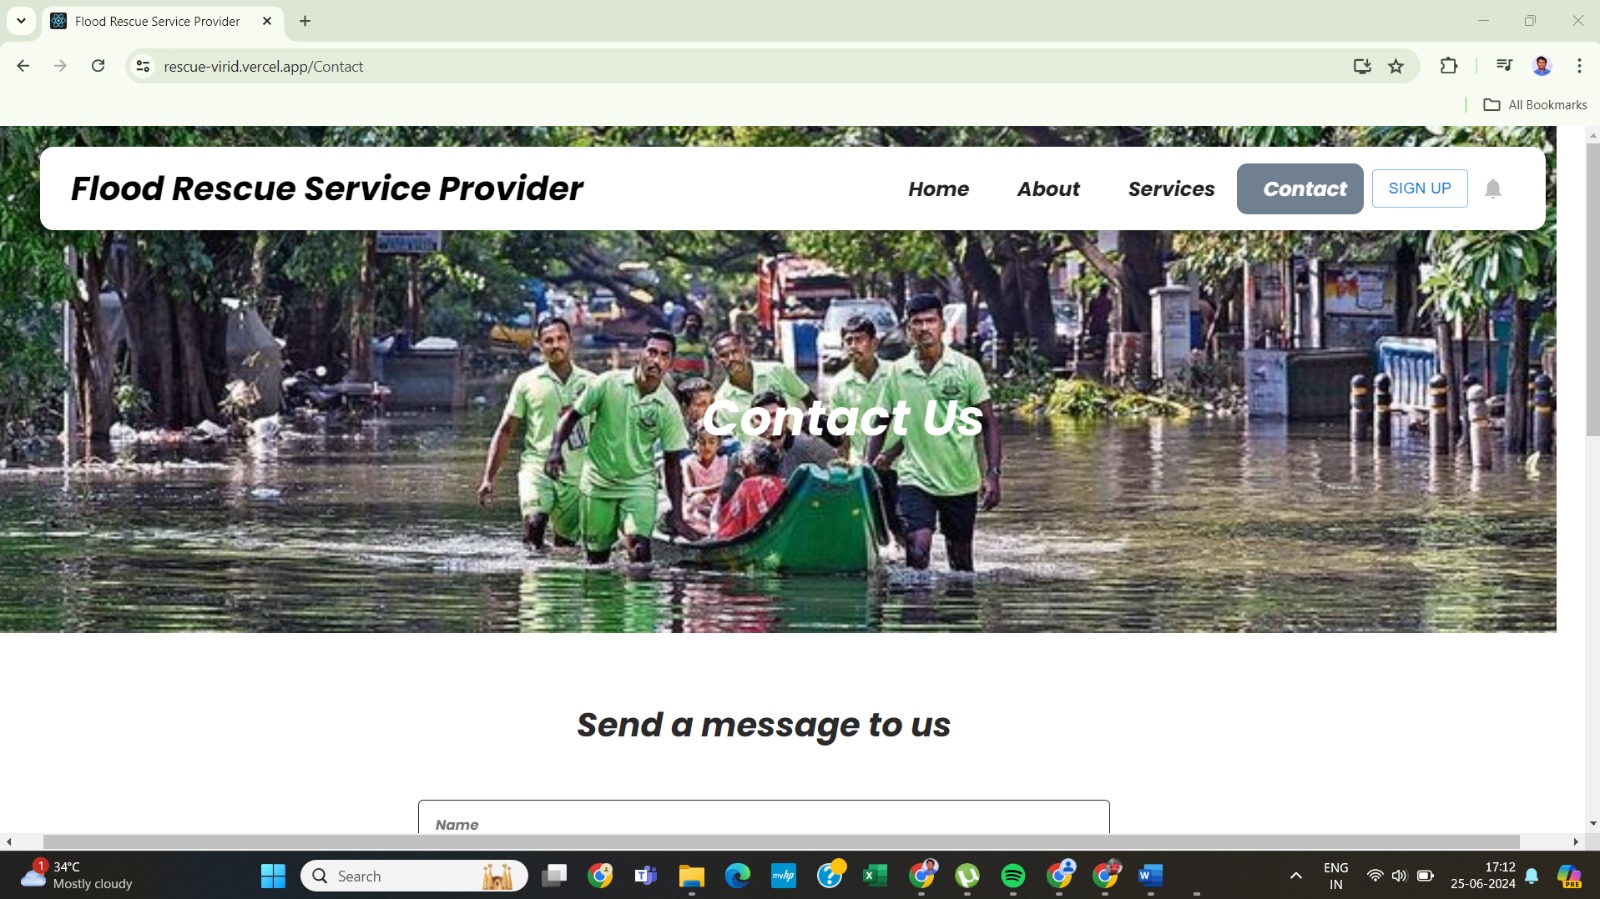 Flood Rescue Service Provider
rescue-virid.vercel.app/Contact
All Bookmarks
Flood Rescue Service Provider
Home
About
Services
Contact
SIGN UP
Contact Us
Send a message to us
Name
1
34°C
Mostly cloudy
Search
T
myhp
?
X
W
ENG
IN
17:12
25-06-2024
PRE